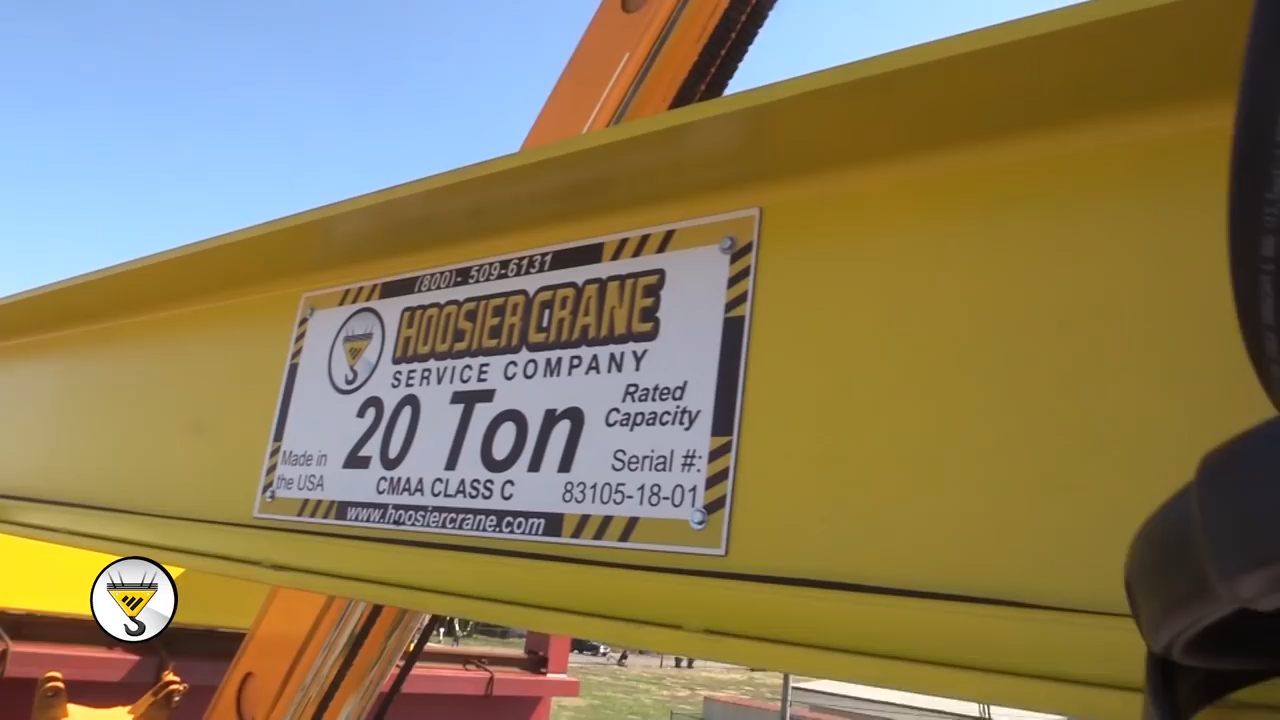 (800)- 509-6131
HOOSIER CRANE
SERVICE COMPANY
20 Ton
Rated
Capacity
Made in
the USA
CMAA CLASS C
Serial #:
83105-18-01
www.hoosiercrane.com